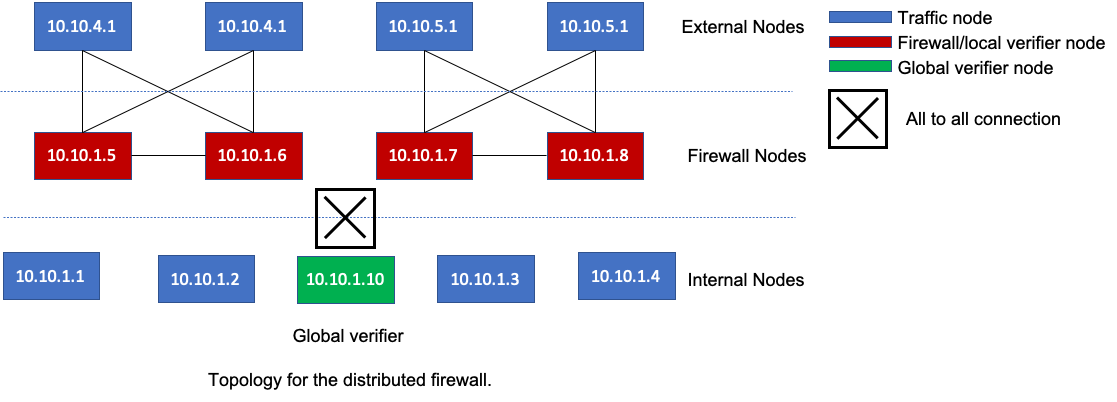 10.10.4.1
10.10.4.1
10.10.5.1
10.10.5.1
External Nodes
Traffic node
Firewall/local verifier node
Global verifier node
All to all connection
10.10.1.5
10.10.1.6
10.10.1.7
10.10.1.8
Firewall Nodes
10.10.1.1
10.10.1.2
10.10.1.10
10.10.1.3
10.10.1.4
Internal Nodes
Global verifier
Topology for the distributed firewall.